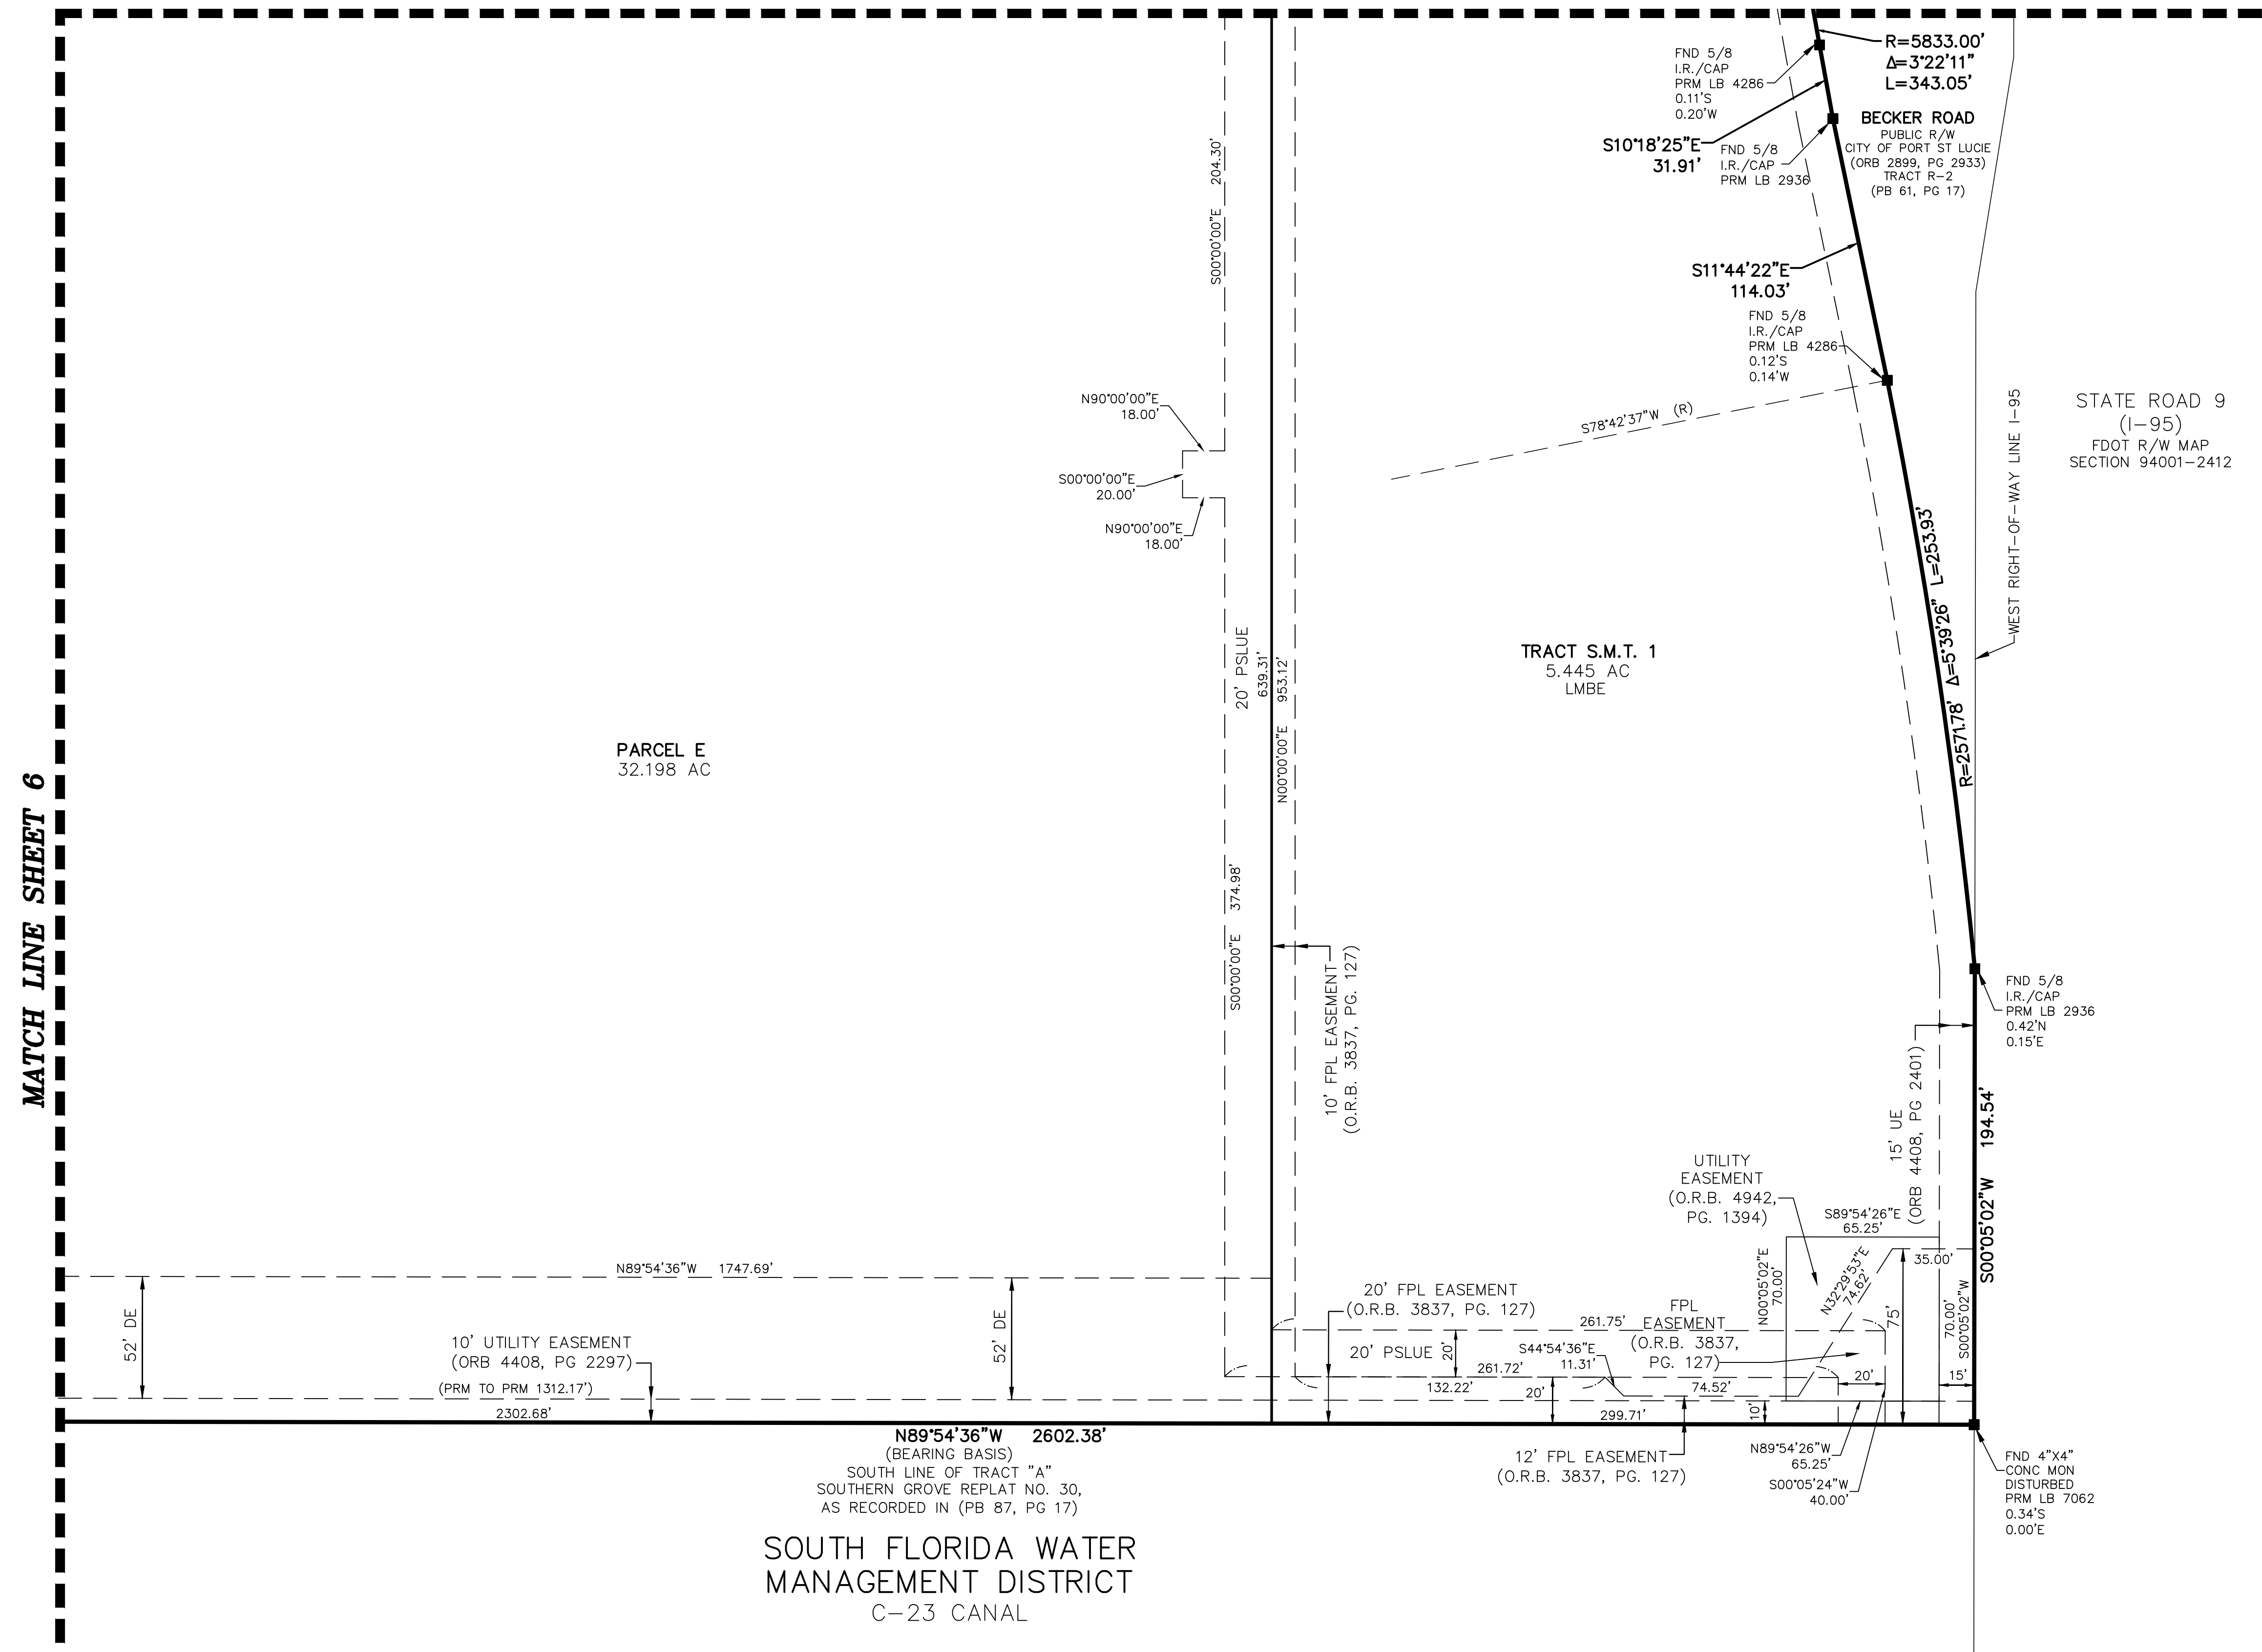 R=5833.00'
Δ=3°22'11"
L=343.05'
FND 5/8
I.R./CAP
PRM LB 4286
0.11'S
0.20'W
BECKER ROAD
PUBLIC R/W
CITY OF PORT ST LUCIE
(ORB 2899, PG 2933)
TRACT R-2
(PB 61, PG 17)
S10°18'25"E
31.91'
FND 5/8
I.R./CAP
PRM LB 2936
S00°00'00"E 204.30'
S11°44'22"E
114.03'
FND 5/8
I.R./CAP
PRM LB 4286
0.12'S
0.14'W
N90°00'00"E
18.00'
S00°00'00"E
20.00'
N90°00'00"E
18.00'
S78°42'37"W (R)
WEST RIGHT-OF-WAY LINE I-95
STATE ROAD 9
(I-95)
FDOT R/W MAP
SECTION 94001-2412
R=2571.78' Δ=5°39'26" L=253.93'
20' PSLUE
639.31'
N00°00'00"E 953.12'
TRACT S.M.T. 1
5.445 AC
LMBE
PARCEL E
32.198 AC
MATCH LINE SHEET 6
S00°00'00"E 374.98'
10' FPL EASEMENT
(O.R.B. 3837, PG. 127)
FND 5/8
I.R./CAP
PRM LB 2936
0.42'N
0.15'E
15' UE
(ORB 4408, PG 2401)
S00°05'02"W 194.54'
UTILITY
EASEMENT
(O.R.B. 4942,
PG. 1394)
S89°54'26"E
65.25'
N00°05'02"E
70.00'
N32°29'53"E
74.62'
35.00'
75'
70.00'
S00°05'02"W
N89°54'36"W 1747.69'
52' DE
52' DE
20' FPL EASEMENT
(O.R.B. 3837, PG. 127)
FPL
EASEMENT
(O.R.B. 3837,
PG. 127)
261.75'
20' PSLUE
20'
S44°54'36"E
11.31'
261.72'
132.22'
20'
74.52'
20'
15'
10' UTILITY EASEMENT
(ORB 4408, PG 2297)
(PRM TO PRM 1312.17')
2302.68'
299.71'
10'
N89°54'36"W 2602.38'
(BEARING BASIS)
SOUTH LINE OF TRACT "A"
SOUTHERN GROVE REPLAT NO. 30,
AS RECORDED IN (PB 87, PG 17)
12' FPL EASEMENT
(O.R.B. 3837, PG. 127)
N89°54'26"W
65.25'
S00°05'24"W
40.00'
FND 4"X4"
CONC MON
DISTURBED
PRM LB 7062
0.34'S
0.00'E
SOUTH FLORIDA WATER
MANAGEMENT DISTRICT
C-23 CANAL